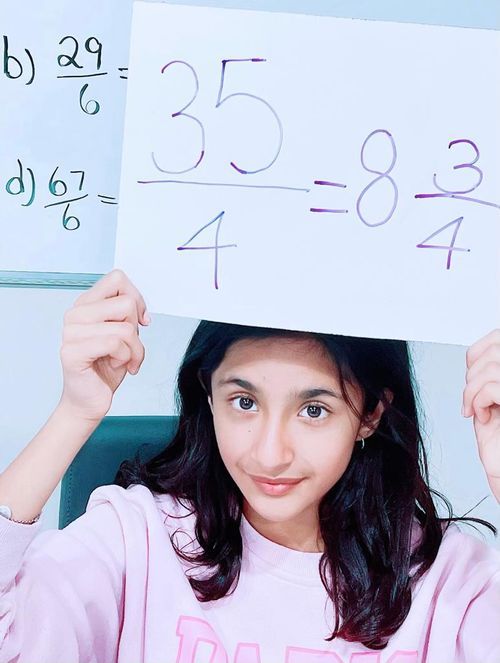 b) 29/6 =
d) 67/6 =
35/4 = 8 3/4